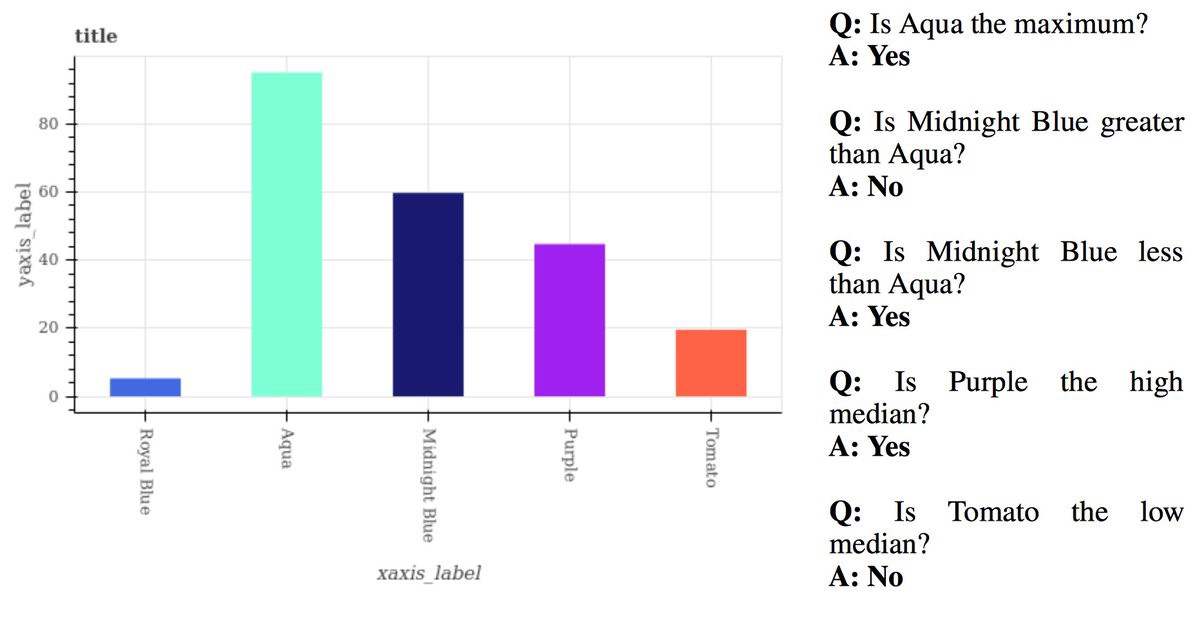 title
80
60
40
20
0
yaxis_label
Royal Blue
Aqua
Midnight Blue
Purple
Tomato
xaxis_label
Q: Is Aqua the maximum?
A: Yes
Q: Is Midnight Blue greater
than Aqua?
A: No
Q: Is Midnight Blue less
than Aqua?
A: Yes
Q: Is Purple the high
median?
A: Yes
Q: Is Tomato the low
median?
A: No